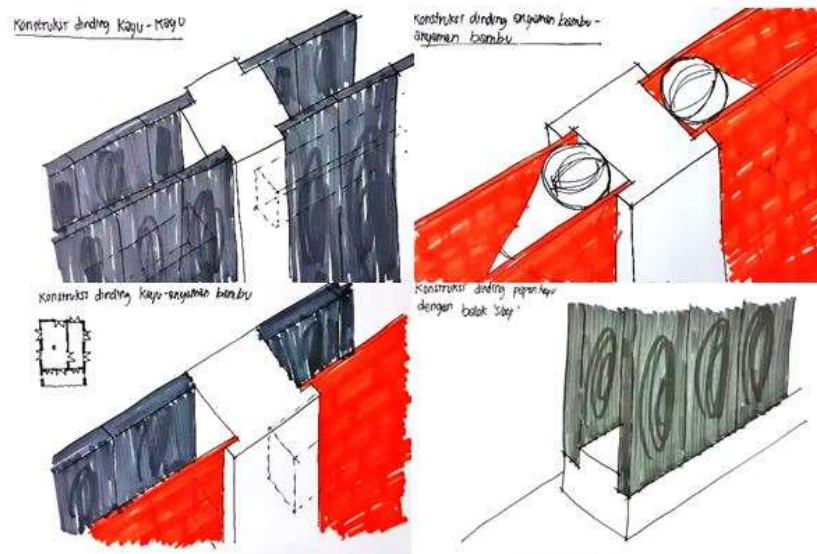 Konstruksi dinding Kayu-Kayu
Konstruksi dinding anyaman bambu-
anyaman bambu
Konstruksi dinding kayu-anyaman bambu
Konstruksi dinding papan kayu
dengan balok